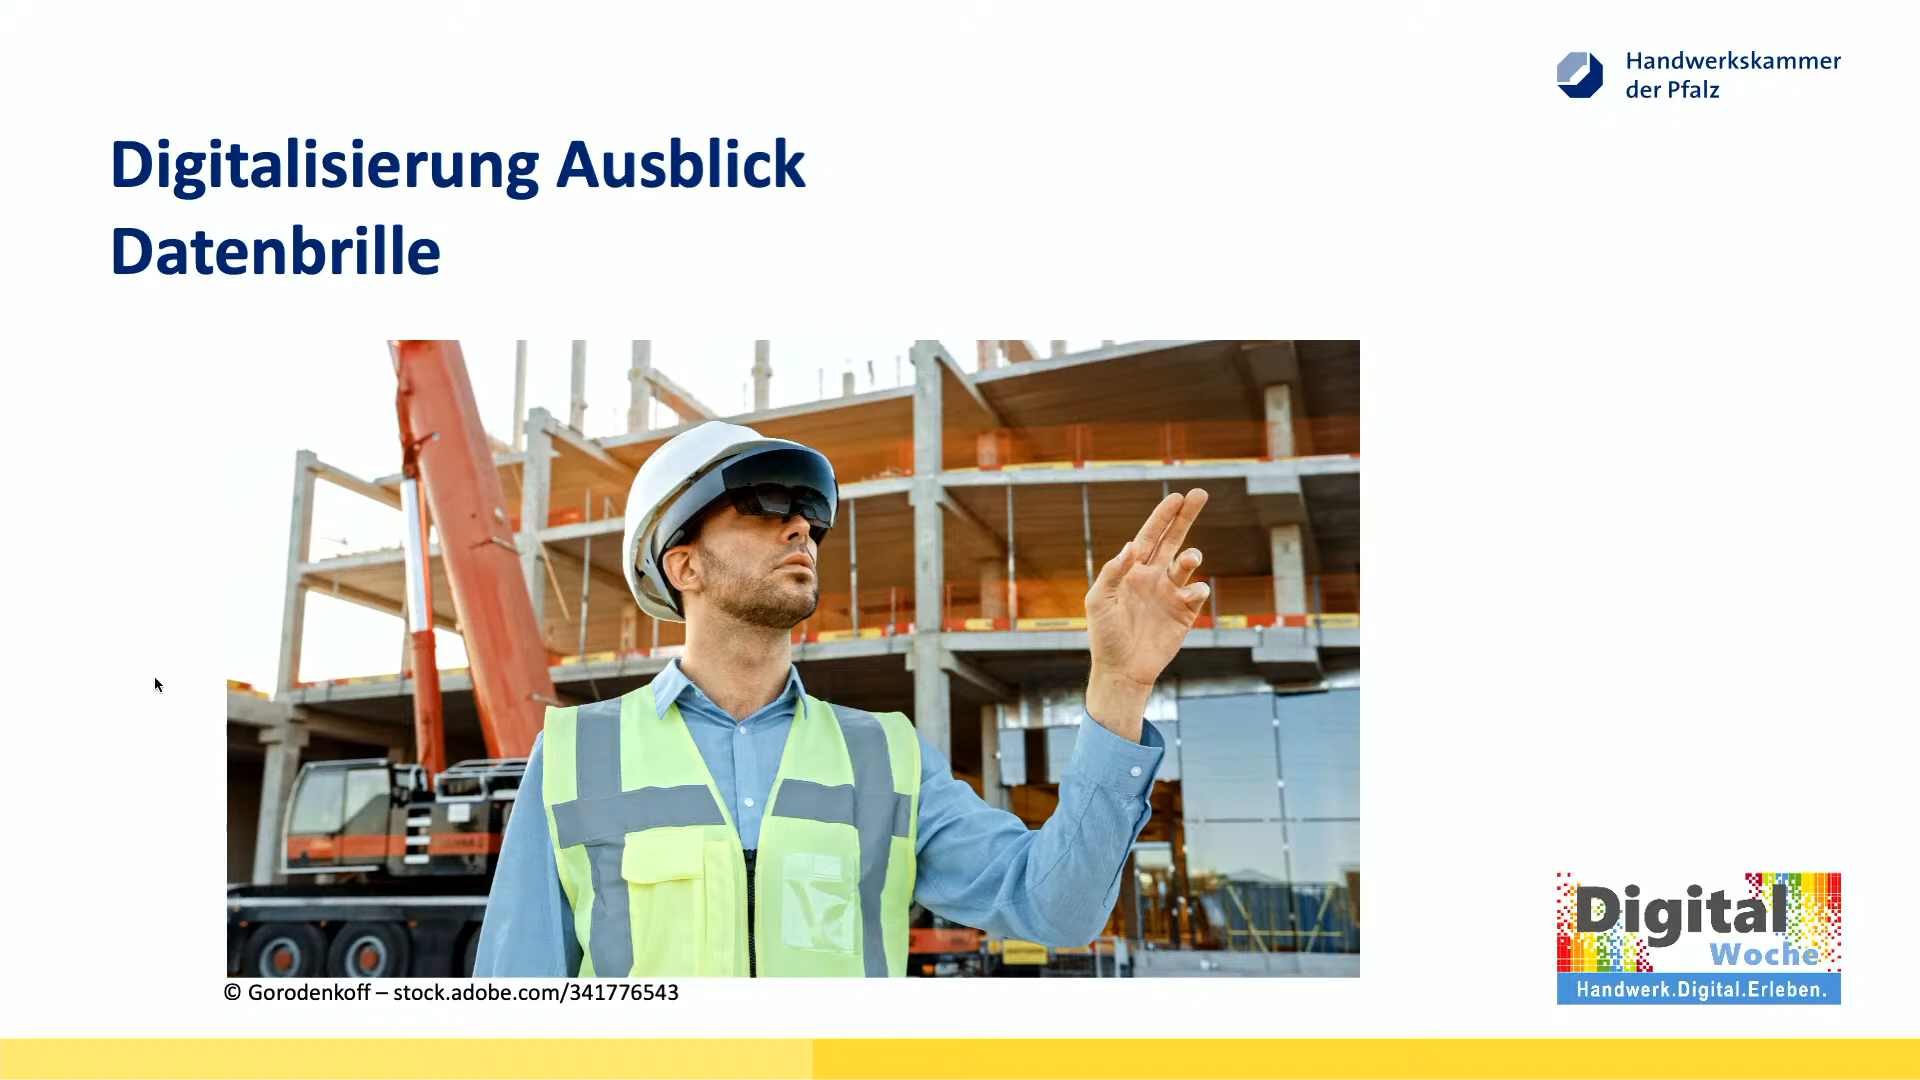 Handwerkskammer
der Pfalz
Digitalisierung Ausblick
Datenbrille
© Gorodenkoff – stock.adobe.com/341776543
Digital
Woche
Handwerk.Digital.Erleben.